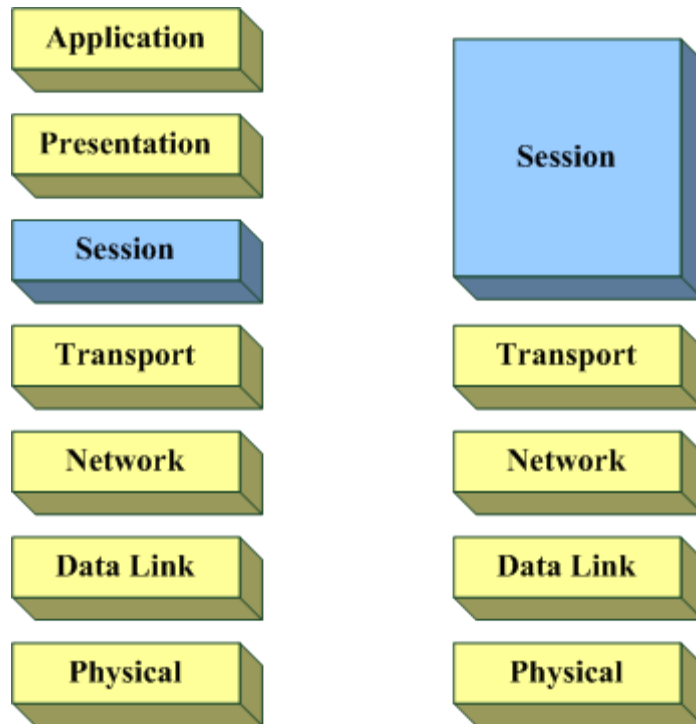 Application
Presentation
Session
Transport
Network
Data Link
Physical
Session
Transport
Network
Data Link
Physical